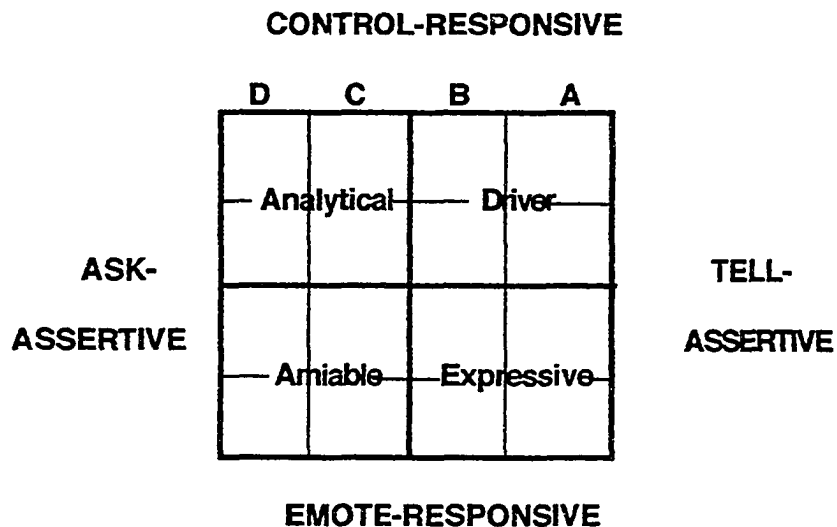 CONTROL-RESPONSIVE
D C B A
Analytical Driver
ASK- TELL-
ASSERTIVE ASSERTIVE
Amiable Expressive
EMOTE-RESPONSIVE